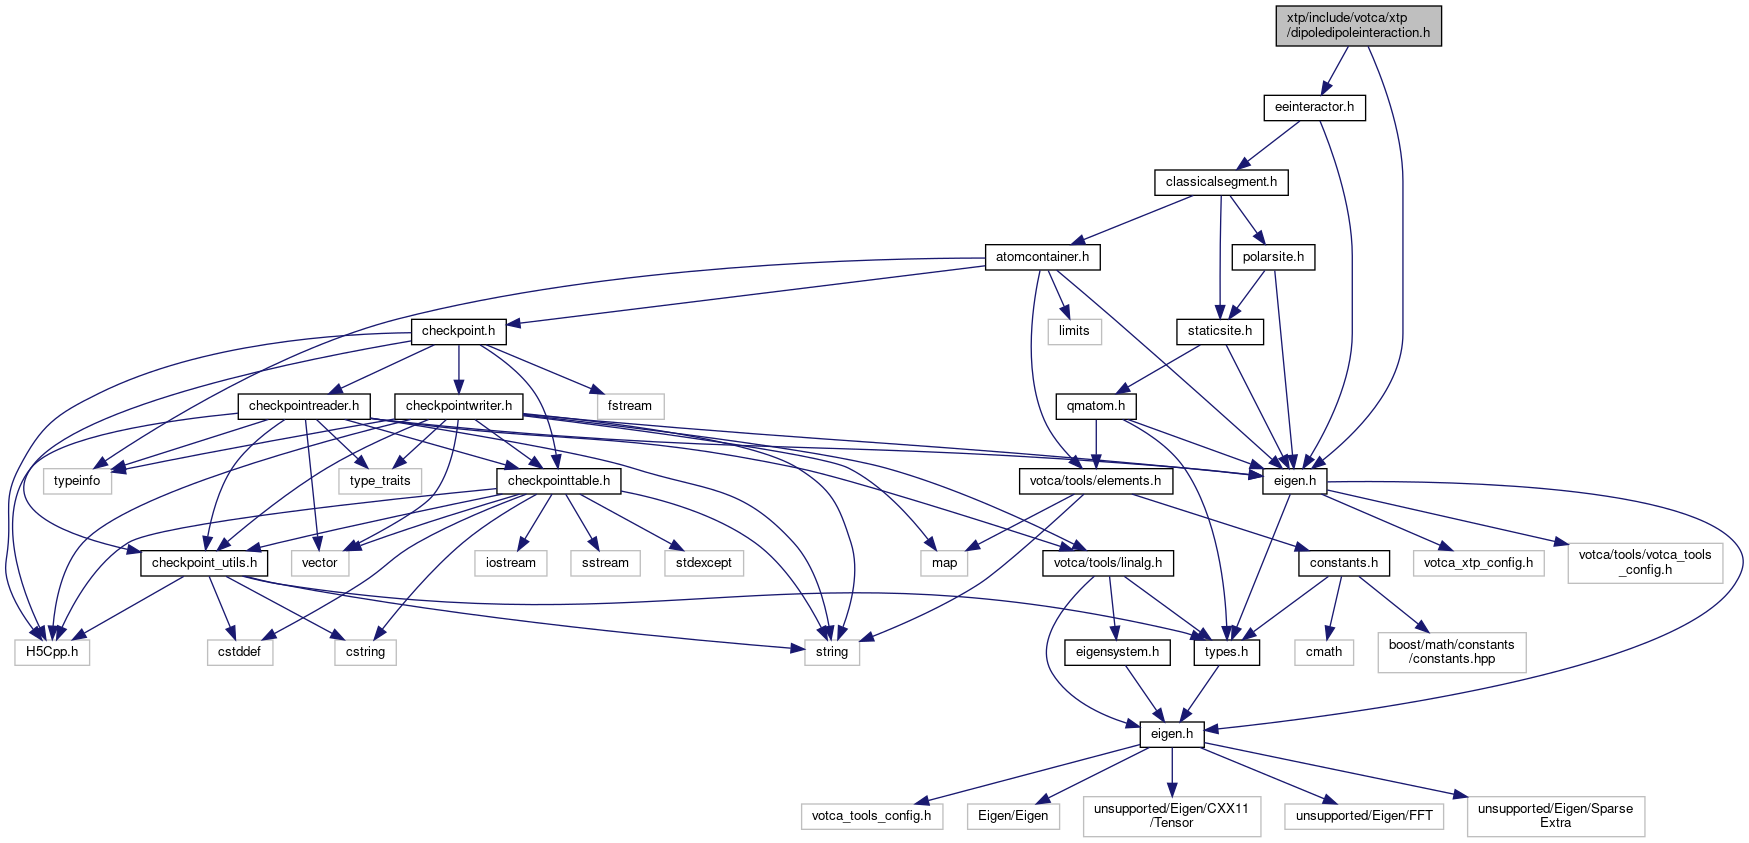 xtp/include/votca/xtp
/dipoledipoleinteraction.h
eeinteractor.h
classicalsegment.h
atomcontainer.h
polarsite.h
checkpoint.h
limits
staticsite.h
checkpointreader.h
checkpointwriter.h
fstream
qmatom.h
typeinfo
type_traits
checkpointtable.h
votca/tools/elements.h
eigen.h
checkpoint_utils.h
vector
iostream
sstream
stdexcept
map
votca/tools/linalg.h
constants.h
votca_xtp_config.h
votca/tools/votca_tools
_config.h
H5Cpp.h
cstddef
cstring
string
eigensystem.h
types.h
cmath
boost/math/constants
/constants.hpp
eigen.h
votca_tools_config.h
Eigen/Eigen
unsupported/Eigen/CXX11
/Tensor
unsupported/Eigen/FFT
unsupported/Eigen/Sparse
Extra